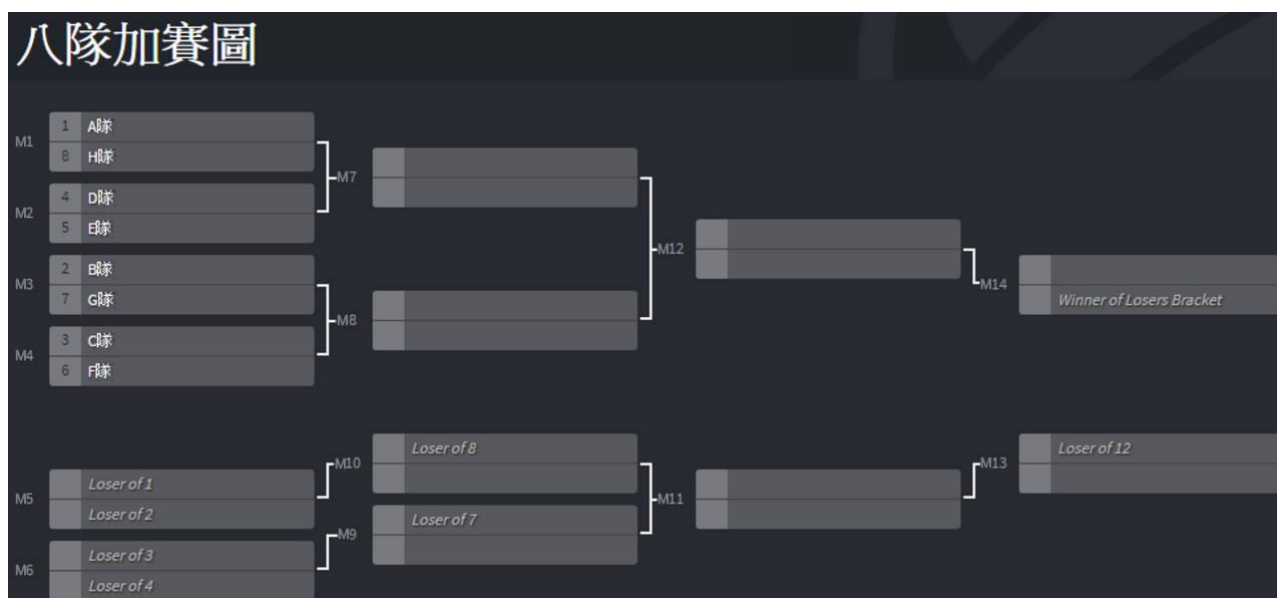 八隊加賽圖
M1
1 A隊
8 H隊
M2
4 D隊
5 E隊
M3
2 B隊
7 G隊
M4
3 C隊
6 F隊
M7
M8
M12
M14
Winner of Losers Bracket
M5
Loser of 1
Loser of 2
M6
Loser of 3
Loser of 4
M10
Loser of 8
M9
Loser of 7
M11
M13
Loser of 12